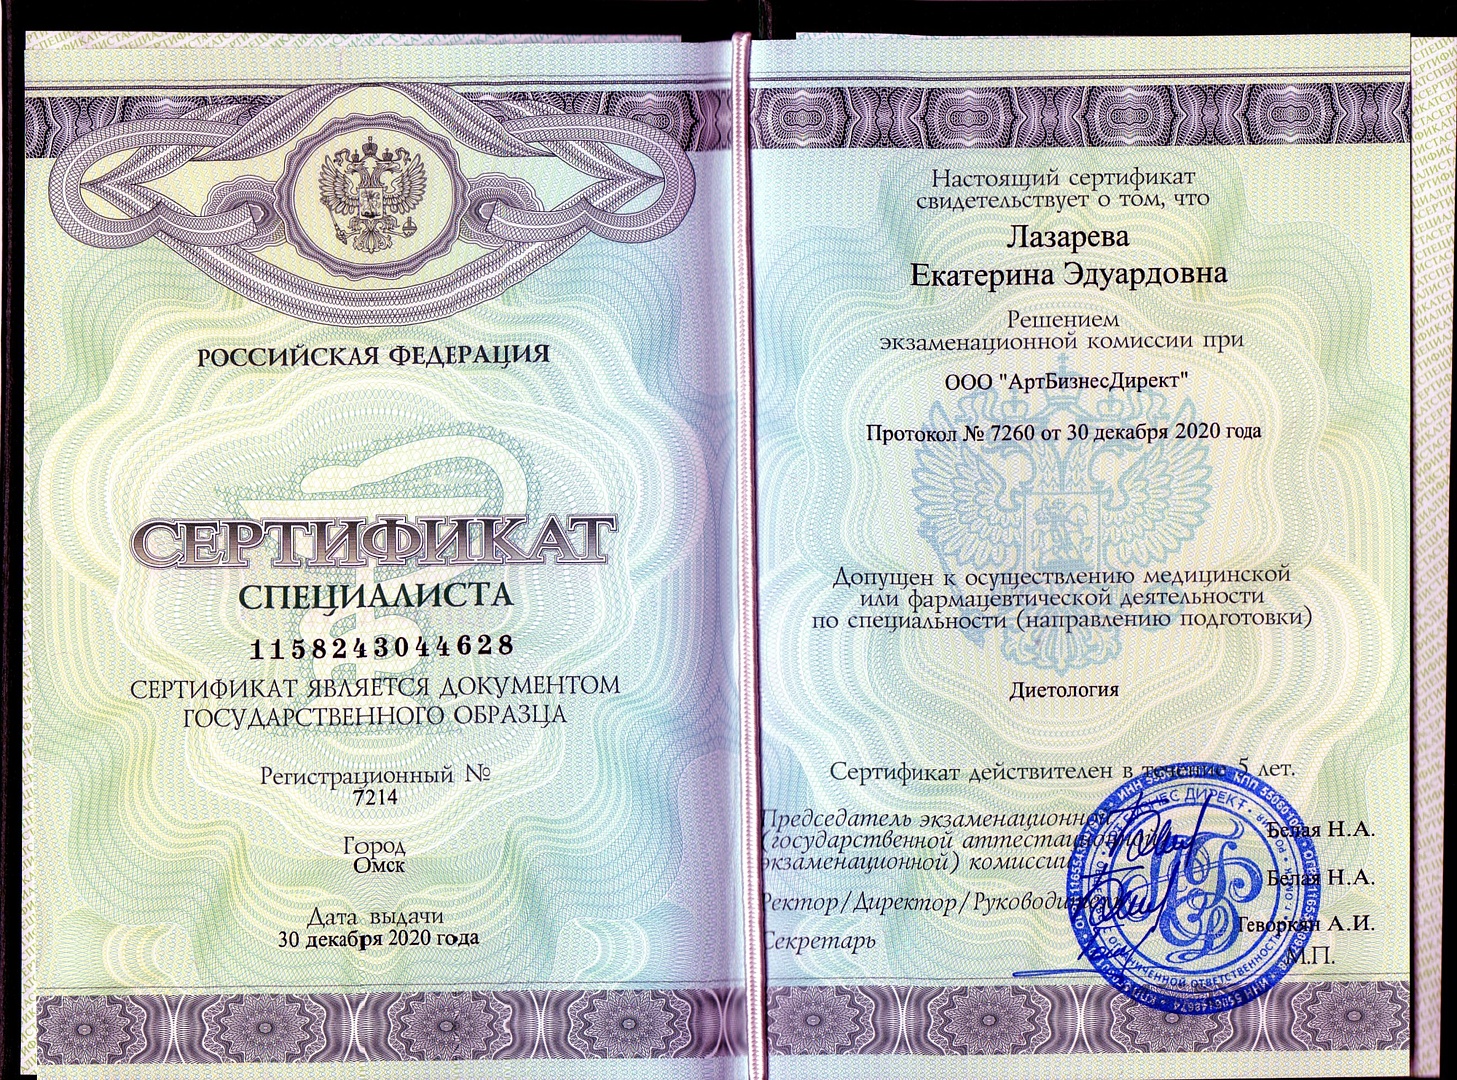 РОССИЙСКАЯ ФЕДЕРАЦИЯ
СЕРТИФИКАТ
СПЕЦИАЛИСТА
1158243044628
СЕРТИФИКАТ ЯВЛЯЕТСЯ ДОКУМЕНТОМ
ГОСУДАРСТВЕННОГО ОБРАЗЦА
Регистрационный №
7214
Город
Омск
Дата выдачи
30 декабря 2020 года
Настоящий сертификат
свидетельствует о том, что
Лазарева
Екатерина Эдуардовна
Решением
экзаменационной комиссии при
ООО "АртБизнесДирект"
Протокол № 7260 от 30 декабря 2020 года
Допущен к осуществлению медицинской
или фармацевтической деятельности
по специальности (направлению подготовки)
Диетология
Сертификат действителен в течение 5 лет.
Председатель экзаменационной
(государственной аттестационной,
экзаменационной) комиссии
Белая Н.А.
Ректор/Директор/Руководитель
Белая Н.А.
Секретарь
Геворкян А.И.
М.П.